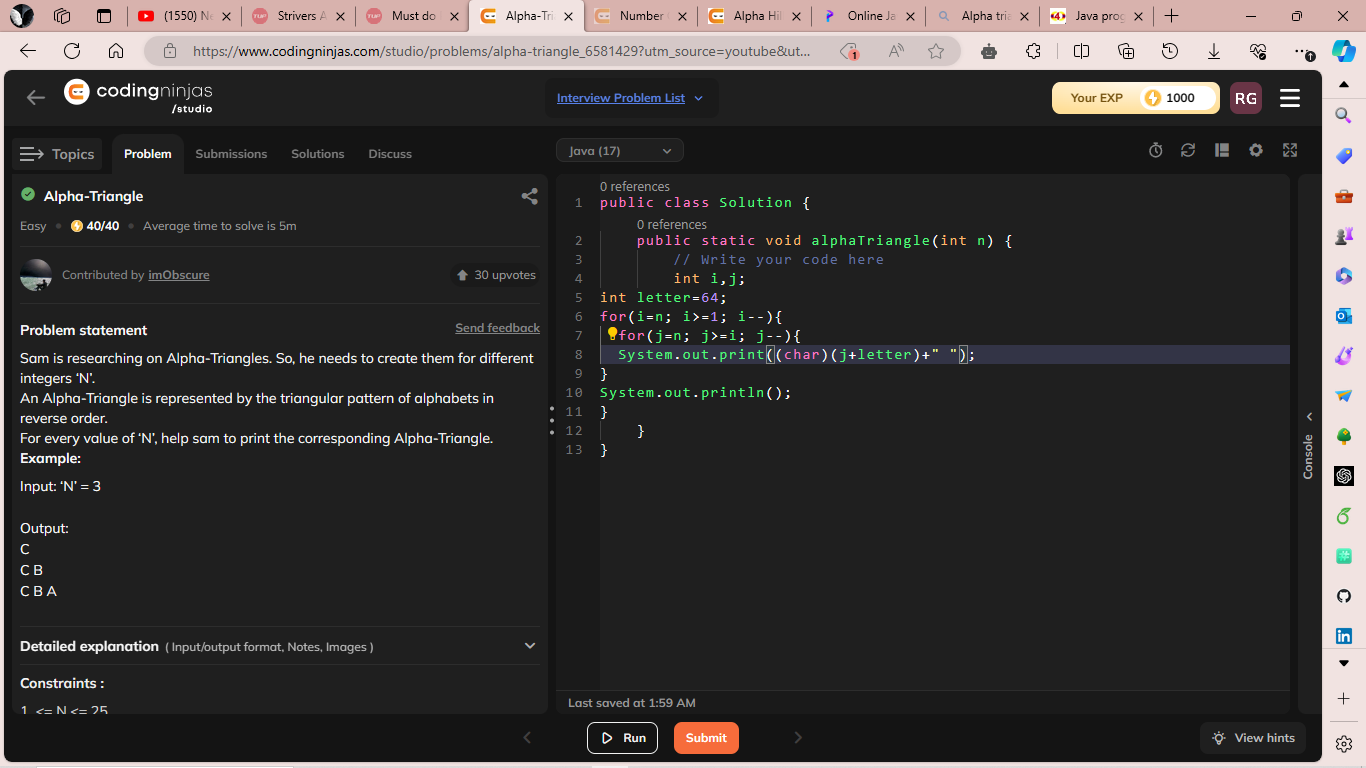 (1550) Ne
Strivers A
Must do
Alpha-Tri
Number
Alpha Hil
Online Ja
Alpha tria
Java prog
https://www.codingninjas.com/studio/problems/alpha-triangle_6581429?utm_source=youtube&ut...
1
codingninjas
/studio
Interview Problem List
Your EXP 1000
RG
Topics
Problem
Submissions
Solutions
Discuss
Java (17)
Alpha-Triangle
Easy 40/40 Average time to solve is 5m
Contributed by imObscure
30 upvotes
Problem statement
Send feedback
Sam is researching on Alpha-Triangles. So, he needs to create them for different
integers ‘N’.
An Alpha-Triangle is represented by the triangular pattern of alphabets in
reverse order.
For every value of ‘N’, help sam to print the corresponding Alpha-Triangle.
Example:
Input: ‘N’ = 3
Output:
C
C B
C B A
Detailed explanation ( Input/output format, Notes, Images )
Constraints :
1 <= N <= 25
0 references
1 public class Solution {
0 references
2 public static void alphaTriangle(int n) {
3 // Write your code here
4 int i,j;
5 int letter=64;
6 for(i=n; i>=1; i--){
7 for(j=n; j>=i; j--){
8 System.out.print((char)(j+letter)+" ");
9 }
10 System.out.println();
11 }
12 }
13 }
Console
Last saved at 1:59 AM
Run
Submit
View hints